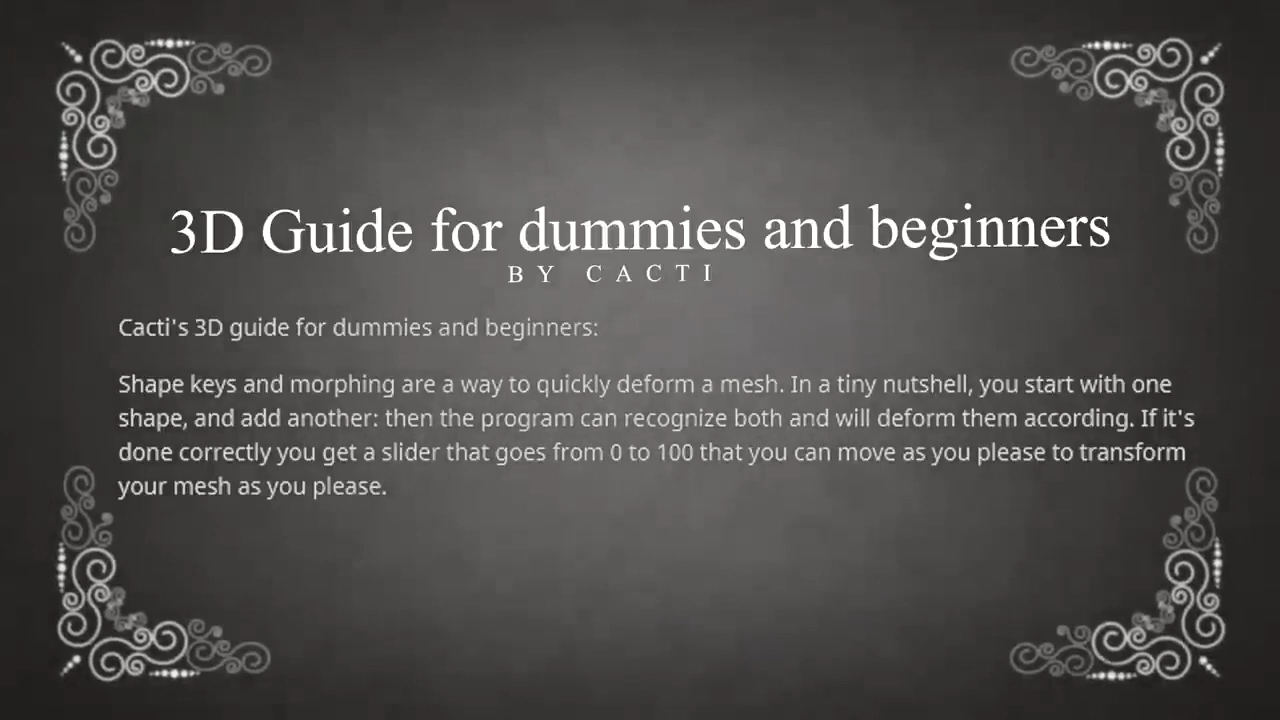 3D Guide for dummies and beginners
BY CACTI
Cacti's 3D guide for dummies and beginners:
Shape keys and morphing are a way to quickly deform a mesh. In a tiny nutshell, you start with one
shape, and add another: then the program can recognize both and will deform them according. If it's
done correctly you get a slider that goes from 0 to 100 that you can move as you please to transform
your mesh as you please.